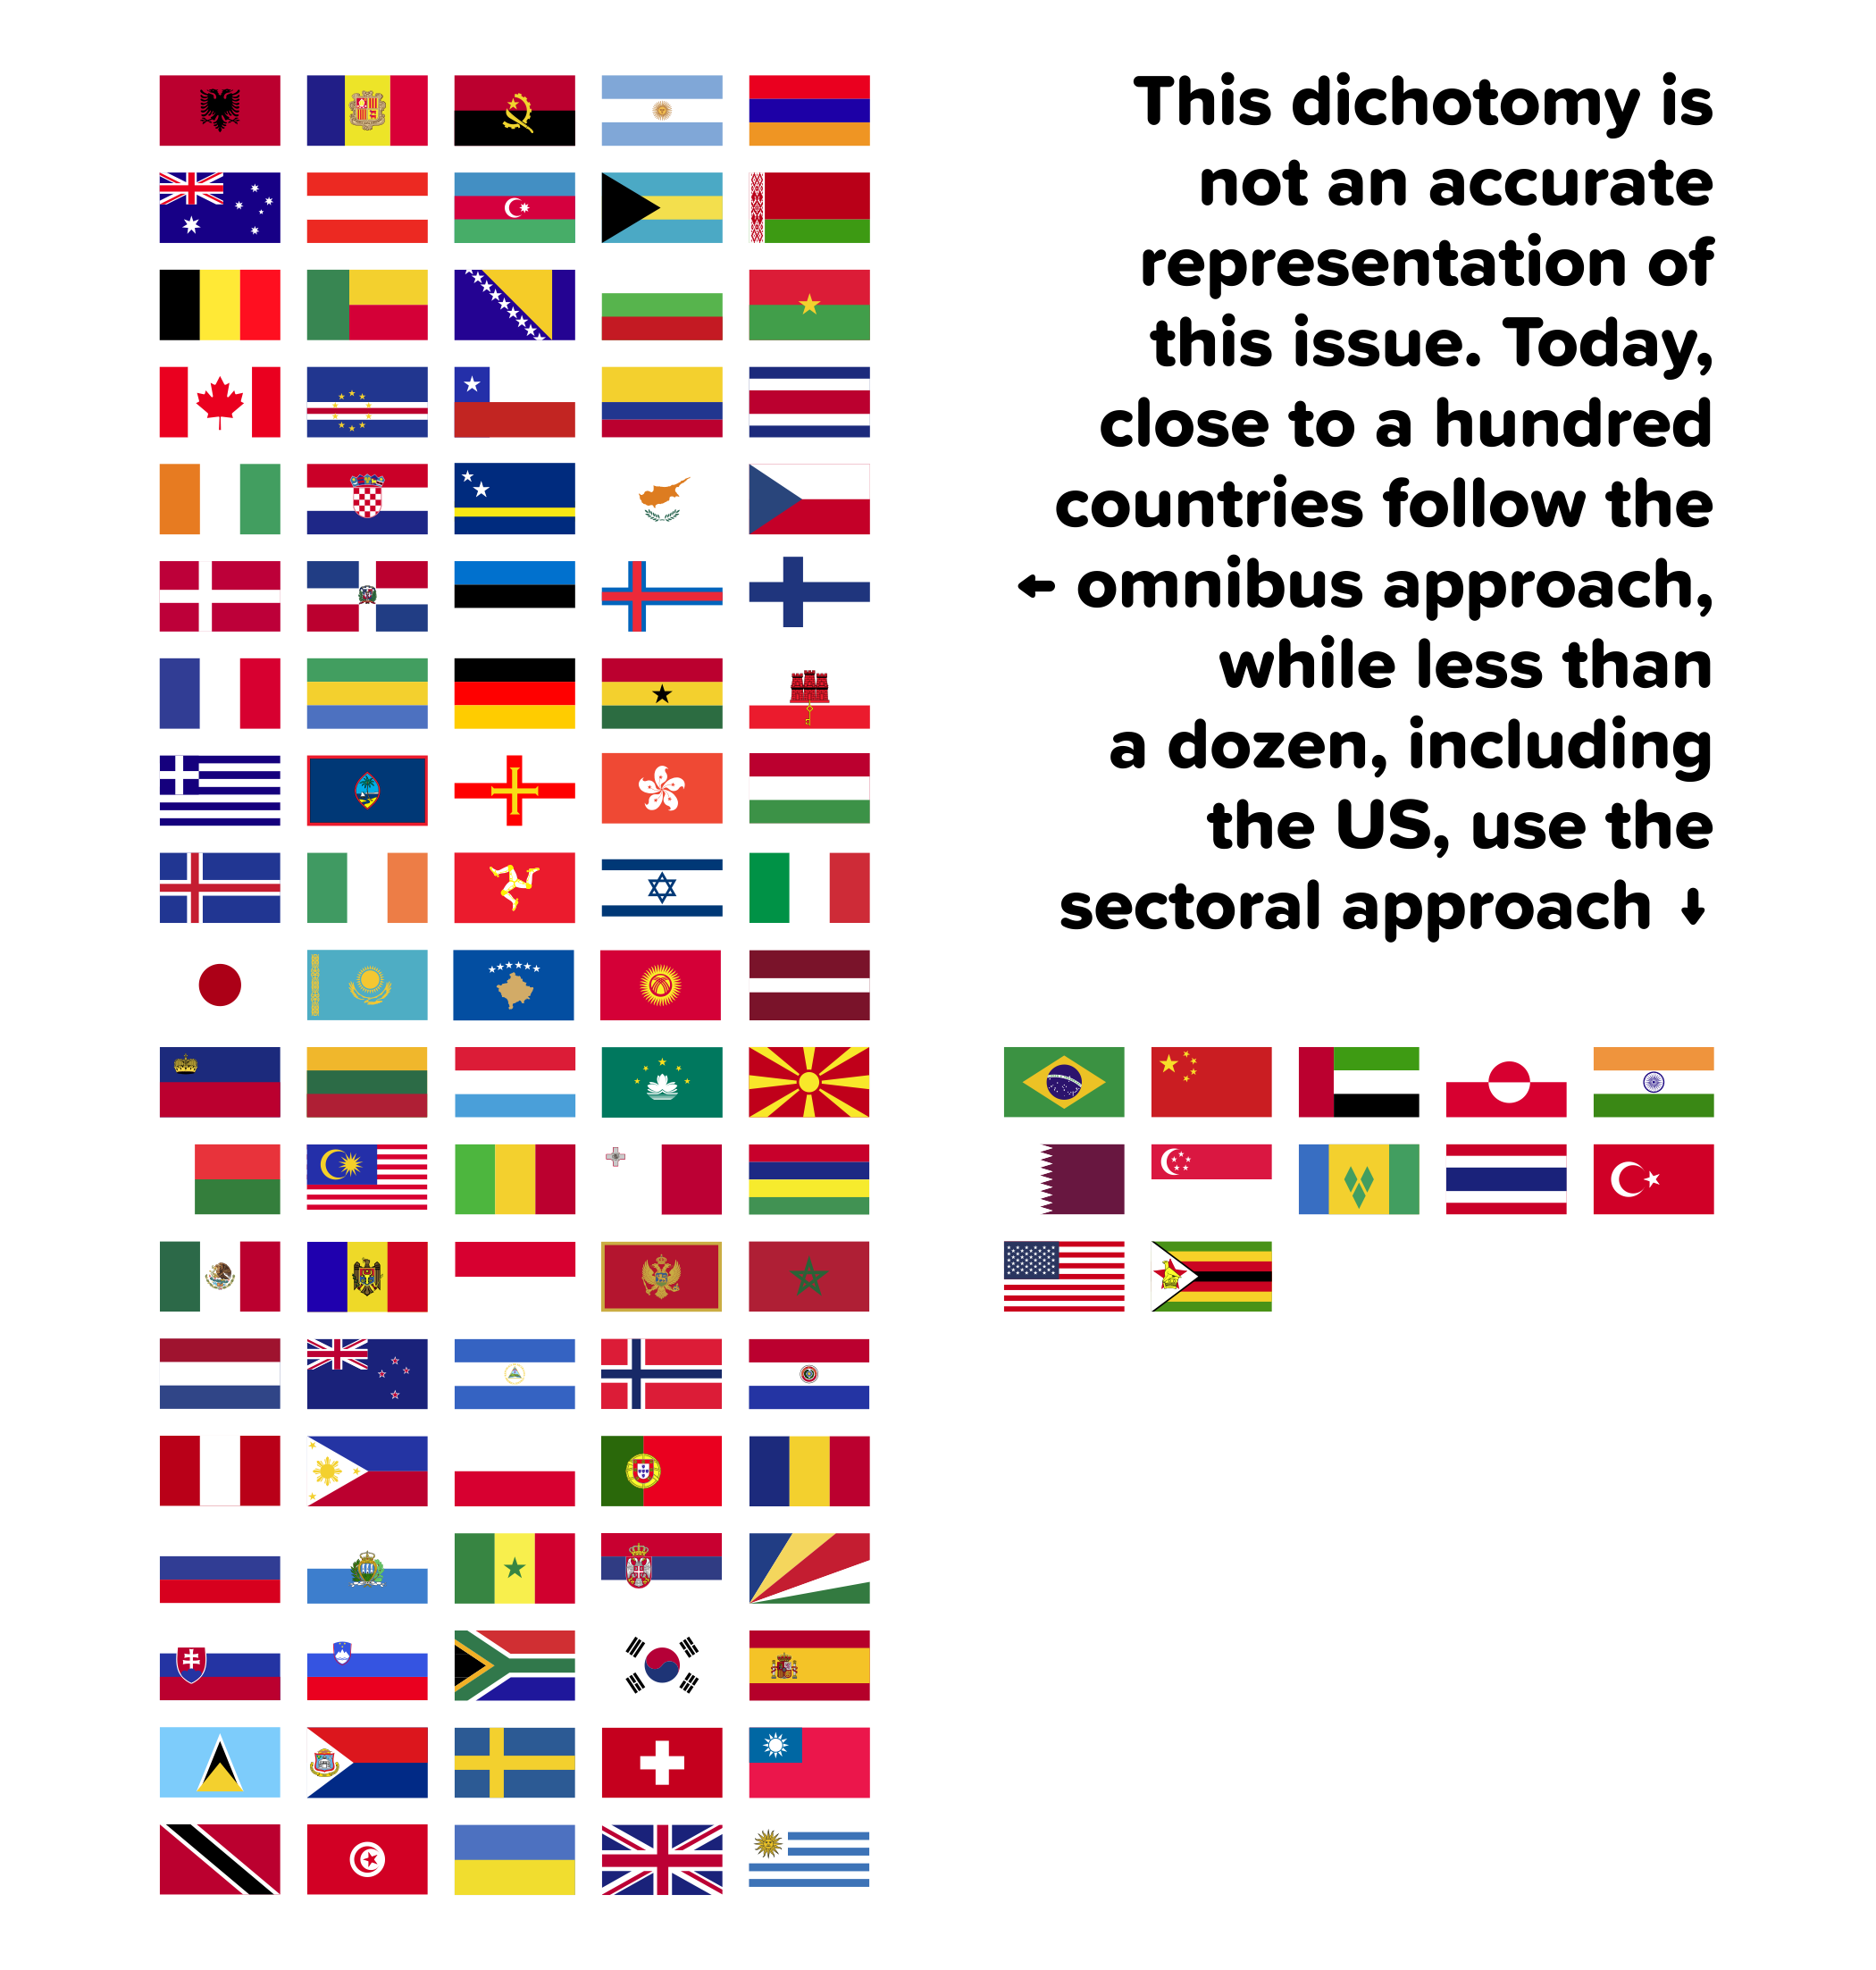 This dichotomy is
not an accurate
representation of
this issue. Today,
close to a hundred
countries follow the
← omnibus approach,
while less than
a dozen, including
the US, use the
sectoral approach ↓